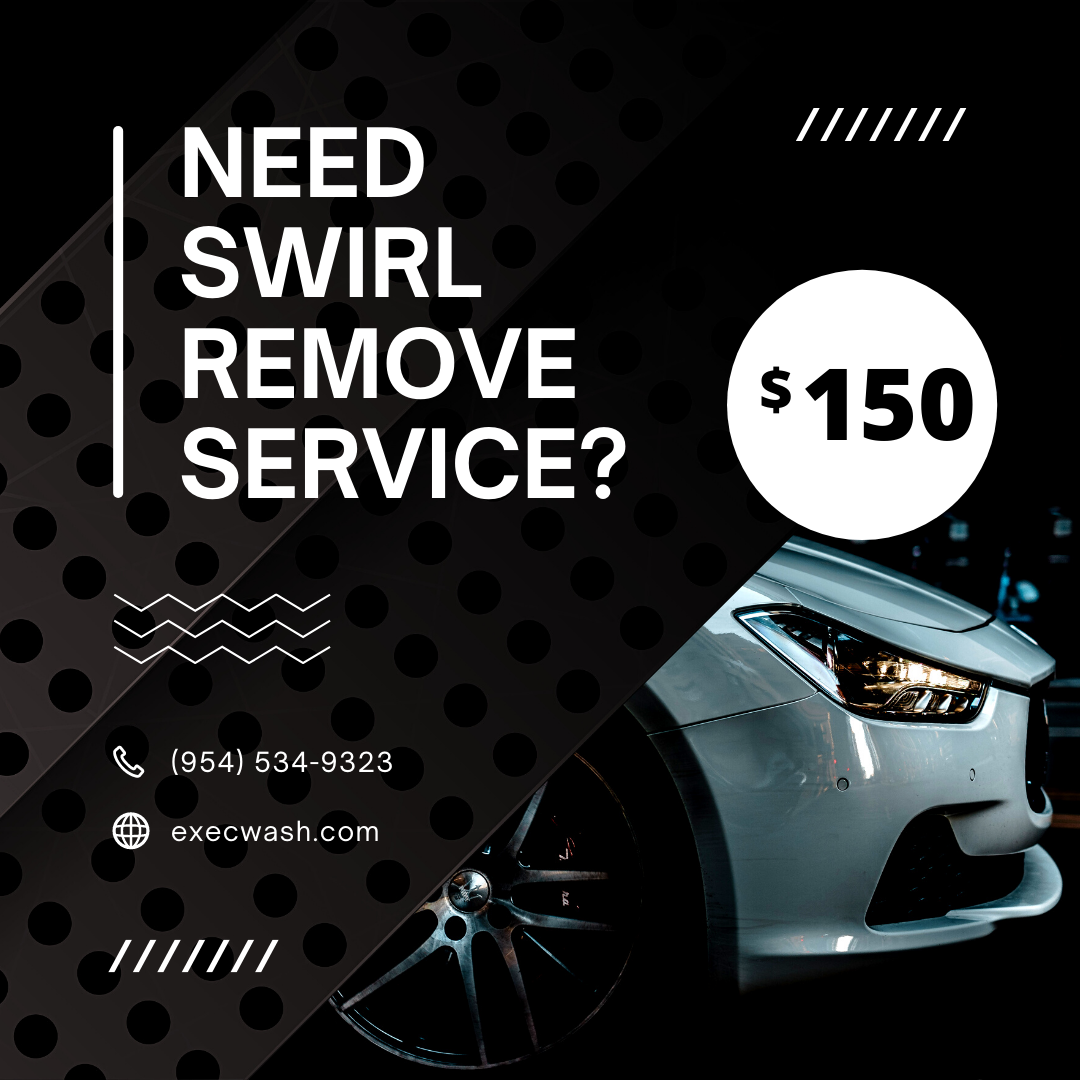 NEED
SWIRL
REMOVE
SERVICE?
$150
(954) 534-9323
execwash.com